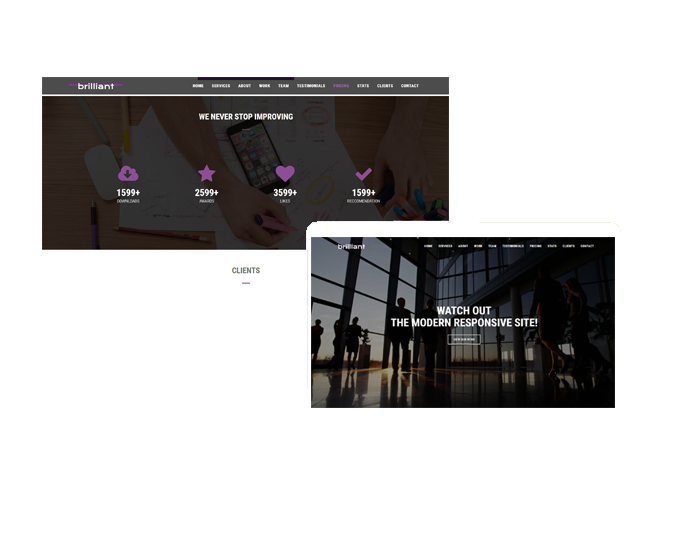 brilliant
HOME SERVICES ABOUT WORK TEAM TESTIMONIALS PRICING STATS CLIENTS CONTACT
WE NEVER STOP IMPROVING
1599+ 2599+ 3599+ 1599+
DOWNLOADS AWARDS LIKES RECCOMENDATION
CLIENTS
brilliant
HOME SERVICES ABOUT WORK TEAM TESTIMONIALS PRICING STATS CLIENTS CONTACT
WATCH OUT
THE MODERN RESPONSIVE SITE!